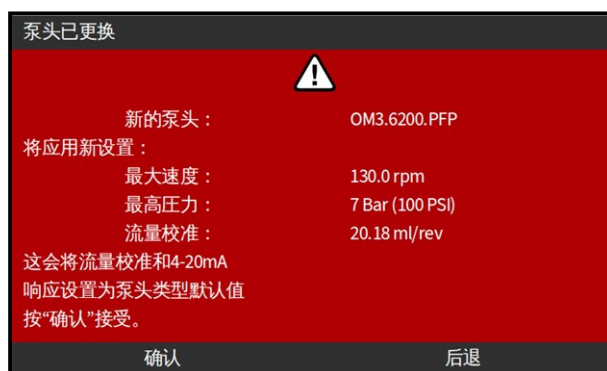 泵头已更换
新的泵头： OM3.6200.PFP
将应用新设置：
最大速度： 130.0 rpm
最高压力： 7 Bar (100 PSI)
流量校准： 20.18 ml/rev
这会将流量校准和4-20mA
响应设置为泵头类型默认值
按“确认”接受。
确认 后退